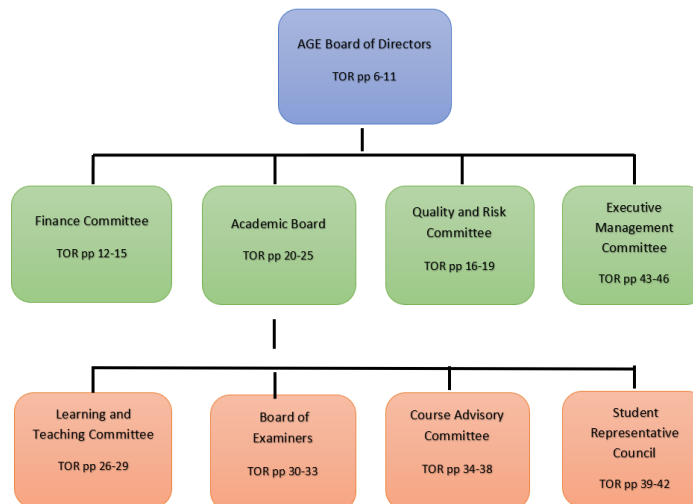 AGE Board of Directors
TOR pp 6-11
Finance Committee
TOR pp 12-15
Academic Board
TOR pp 20-25
Quality and Risk
Committee
TOR pp 16-19
Executive
Management
Committee
TOR pp 43-46
Learning and
Teaching Committee
TOR pp 26-29
Board of
Examiners
TOR pp 30-33
Course Advisory
Committee
TOR pp 34-38
Student
Representative
Council
TOR pp 39-42